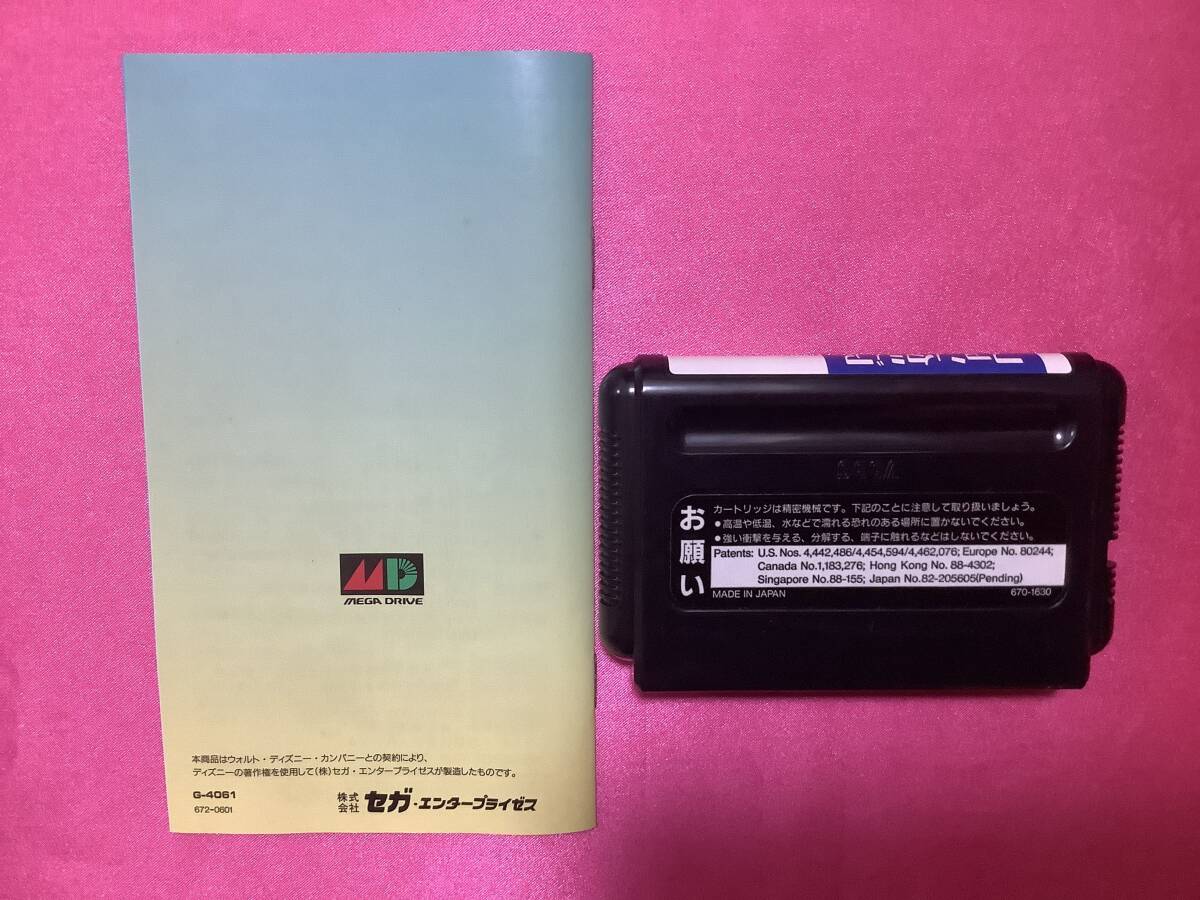 MEGA DRIVE
本商品はウォルト・ディズニー・カンパニーとの契約により、
ディズニーの著作権を使用して(株)セガ・エンタープライゼスが製造したものです。
G-4061
672-0601
株式会社 セガ・エンタープライゼス
SEGA
お願い
カートリッジは精密機械です。下記のことに注意して取り扱いましょう。
●高温や低温、水などで濡れる恐れのある場所に置かないでください。
●強い衝撃を与える、分解する、端子に触れるなどはしないでください。
Patents: U.S. Nos. 4,442,486/4,454,594/4,462,076; Europe No. 80244;
Canada No.1,183,276; Hong Kong No. 88-4302;
Singapore No.88-155; Japan No.82-205605(Pending)
MADE IN JAPAN
670-1630